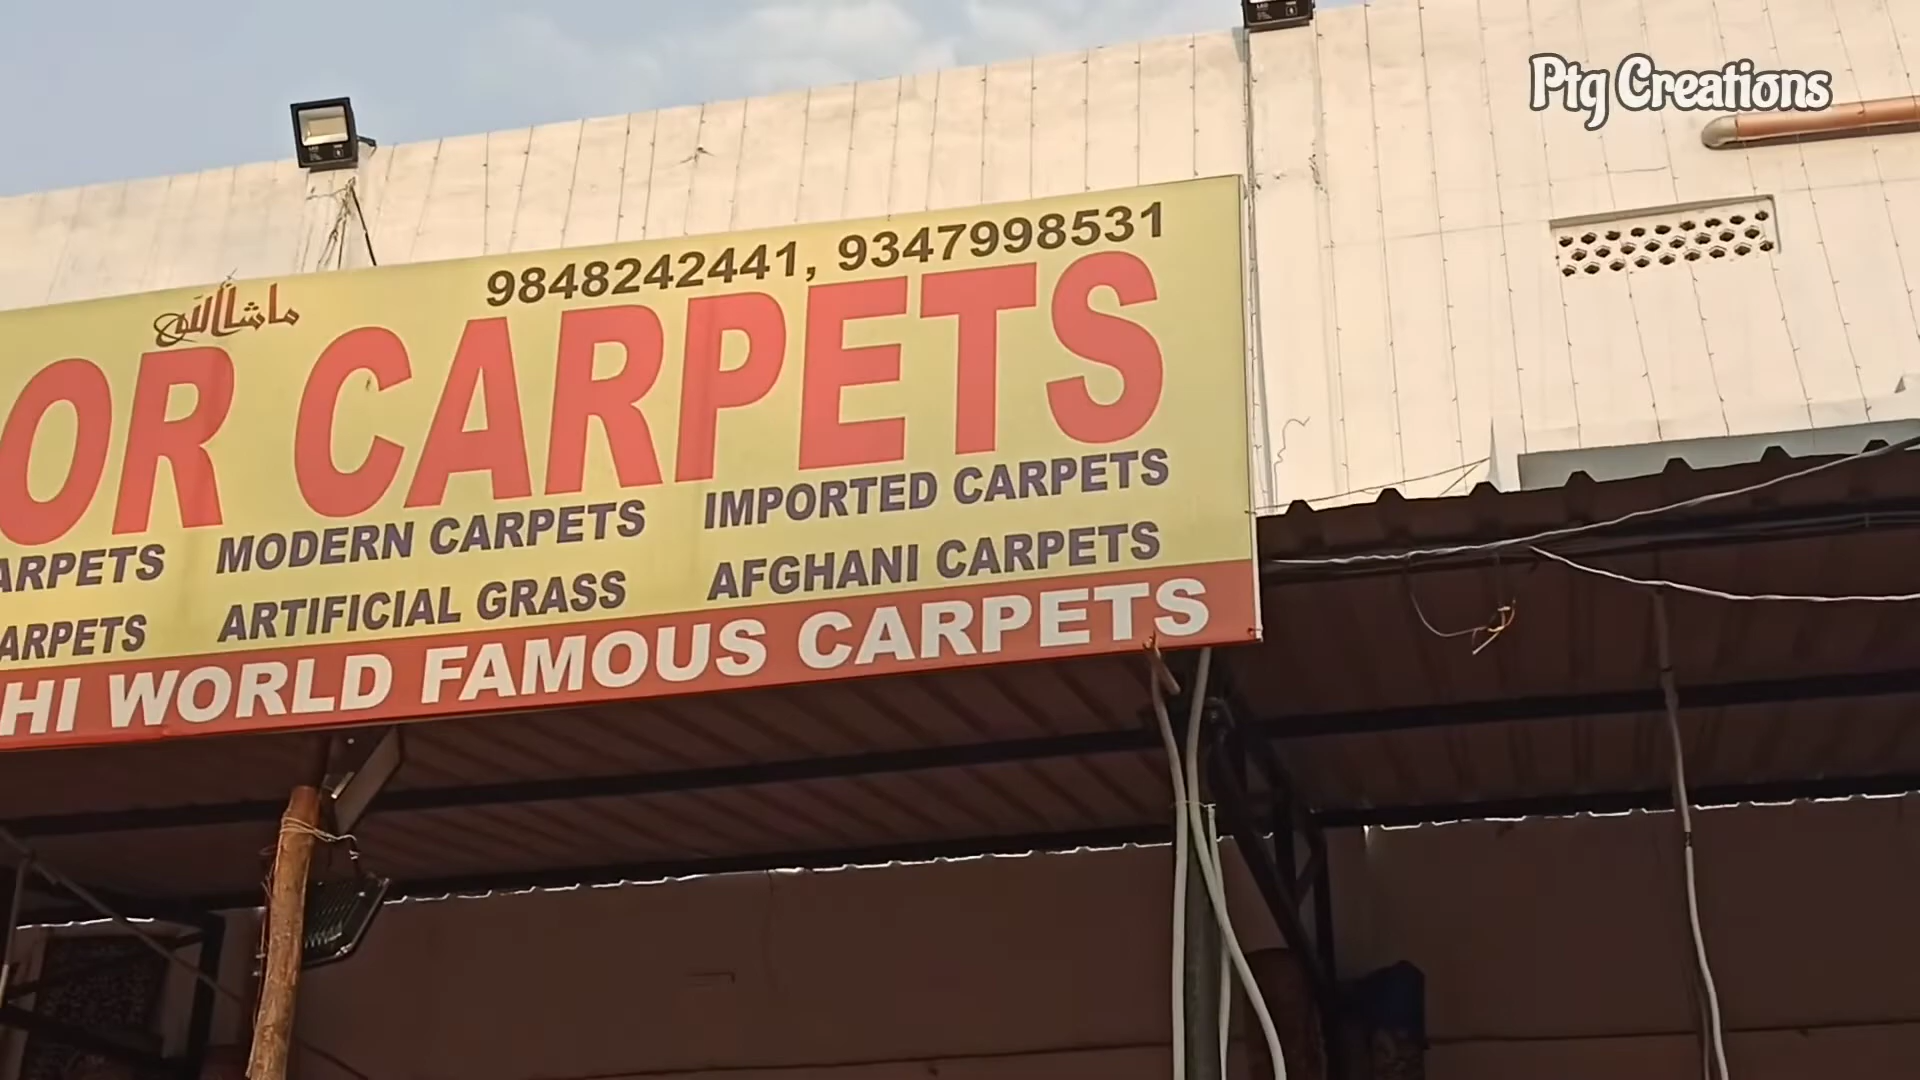 Ptg Creations
9848242441, 9347998531
ماشاءالله
OR CARPETS
ARPETS MODERN CARPETS IMPORTED CARPETS
ARPETS ARTIFICIAL GRASS AFGHANI CARPETS
HI WORLD FAMOUS CARPETS